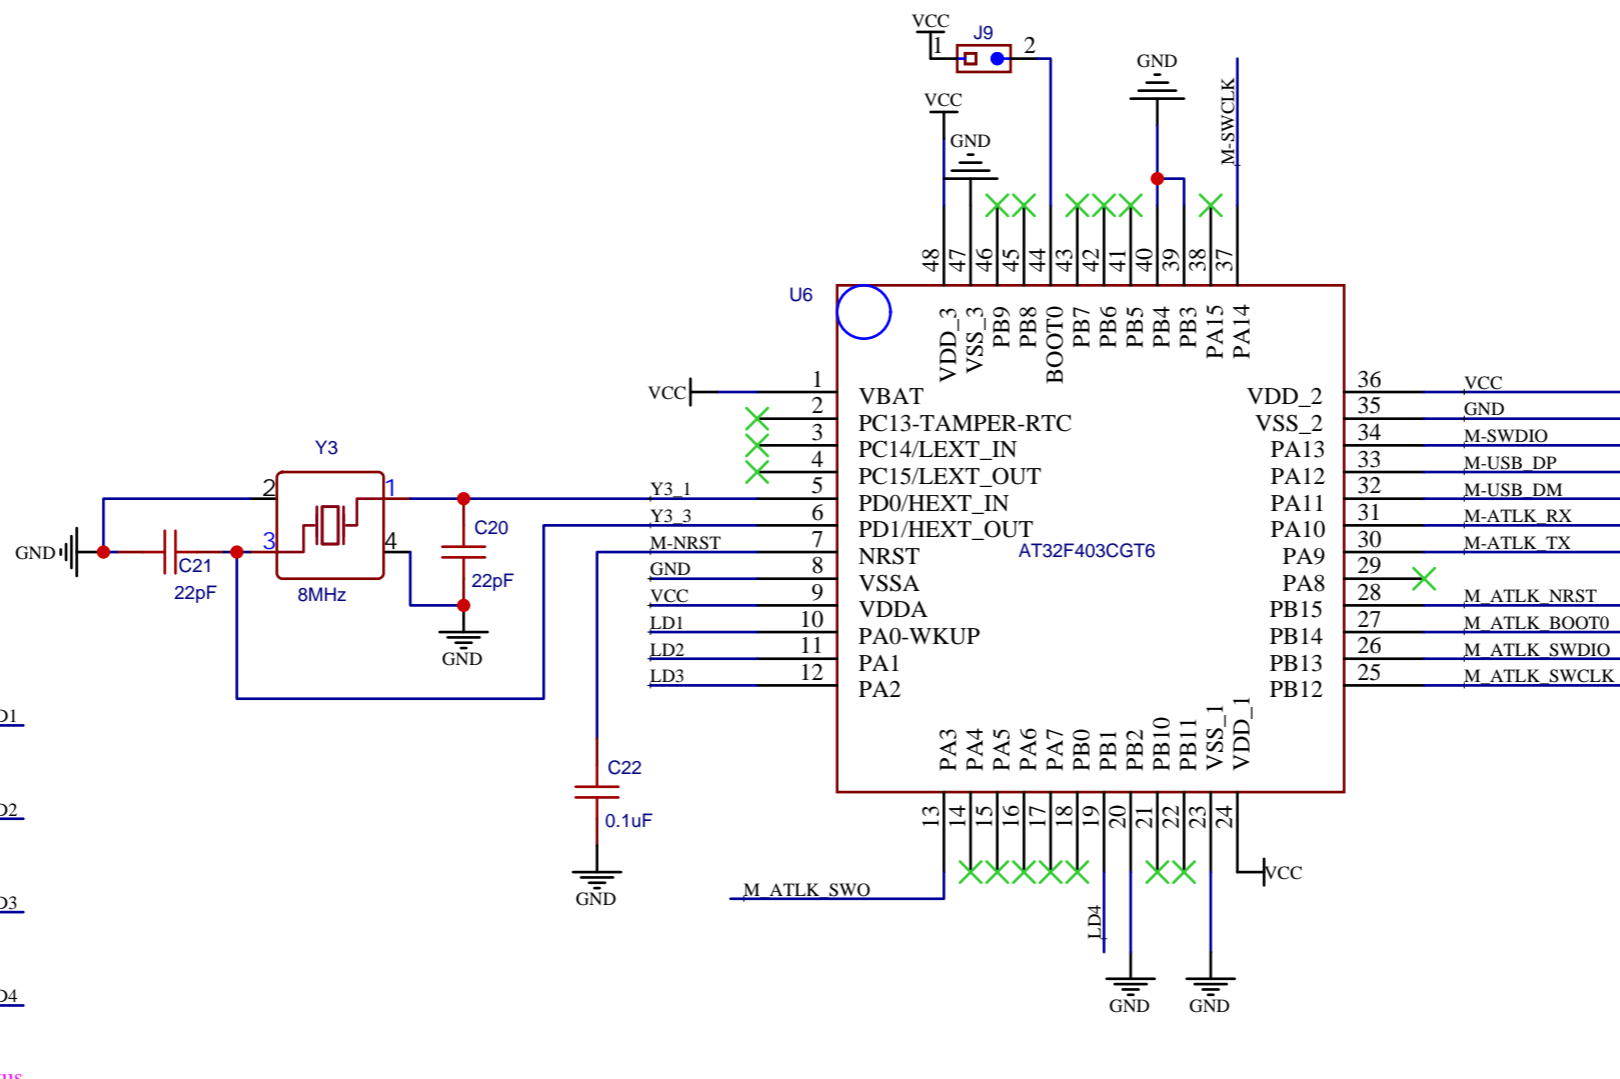 VCC
J9
1
2
GND
M-SWCLK
VCC
GND
48
47
46
45
44
43
42
41
40
39
38
37
U6
VDD_3
VSS_3
PB9
PB8
BOOT0
PB7
PB6
PB5
PB4
PB3
PA15
PA14
VCC
1 VBAT
2 PC13-TAMPER-RTC
3 PC14/LEXT_IN
4 PC15/LEXT_OUT
Y3_1 5 PD0/HEXT_IN
Y3_3 6 PD1/HEXT_OUT
M-NRST 7 NRST
GND 8 VSSA
VCC 9 VDDA
LD1 10 PA0-WKUP
LD2 11 PA1
LD3 12 PA2
AT32F403CGT6
VDD_2 36 VCC
VSS_2 35 GND
PA13 34 M-SWDIO
PA12 33 M-USB_DP
PA11 32 M-USB_DM
PA10 31 M-ATLK_RX
PA9 30 M-ATLK_TX
PA8 29
PB15 28 M_ATLK_NRST
PB14 27 M_ATLK_BOOT0
PB13 26 M_ATLK_SWDIO
PB12 25 M_ATLK_SWCLK
Y3
2
1
3
4
8MHz
GND
C21
22pF
C20
22pF
GND
C22
0.1uF
GND
PA3
PA4
PA5
PA6
PA7
PB0
PB1
PB2
PB10
PB11
VSS_1
VDD_1
13
14
15
16
17
18
19
20
21
22
23
24
M_ATLK_SWO
LD4
VCC
GND
GND
D1
D2
D3
D4